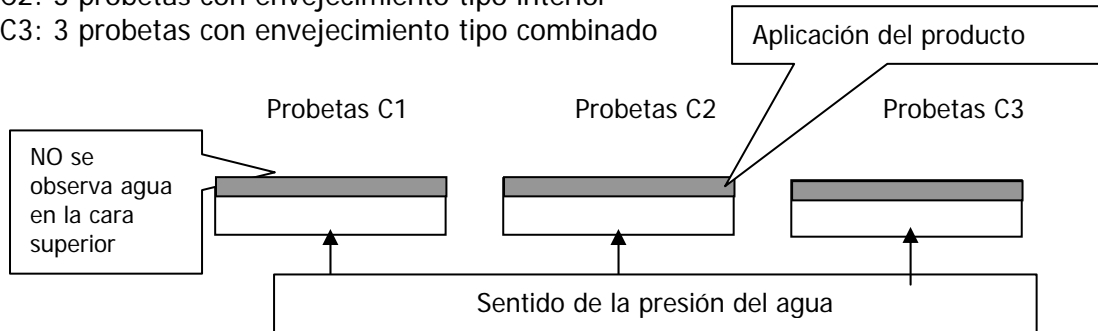 C2: 3 probetas con envejecimiento tipo interior
C3: 3 probetas con envejecimiento tipo combinado
Aplicación del producto
Probetas C1
Probetas C2
Probetas C3
NO se
observa agua
en la cara
superior
Sentido de la presión del agua